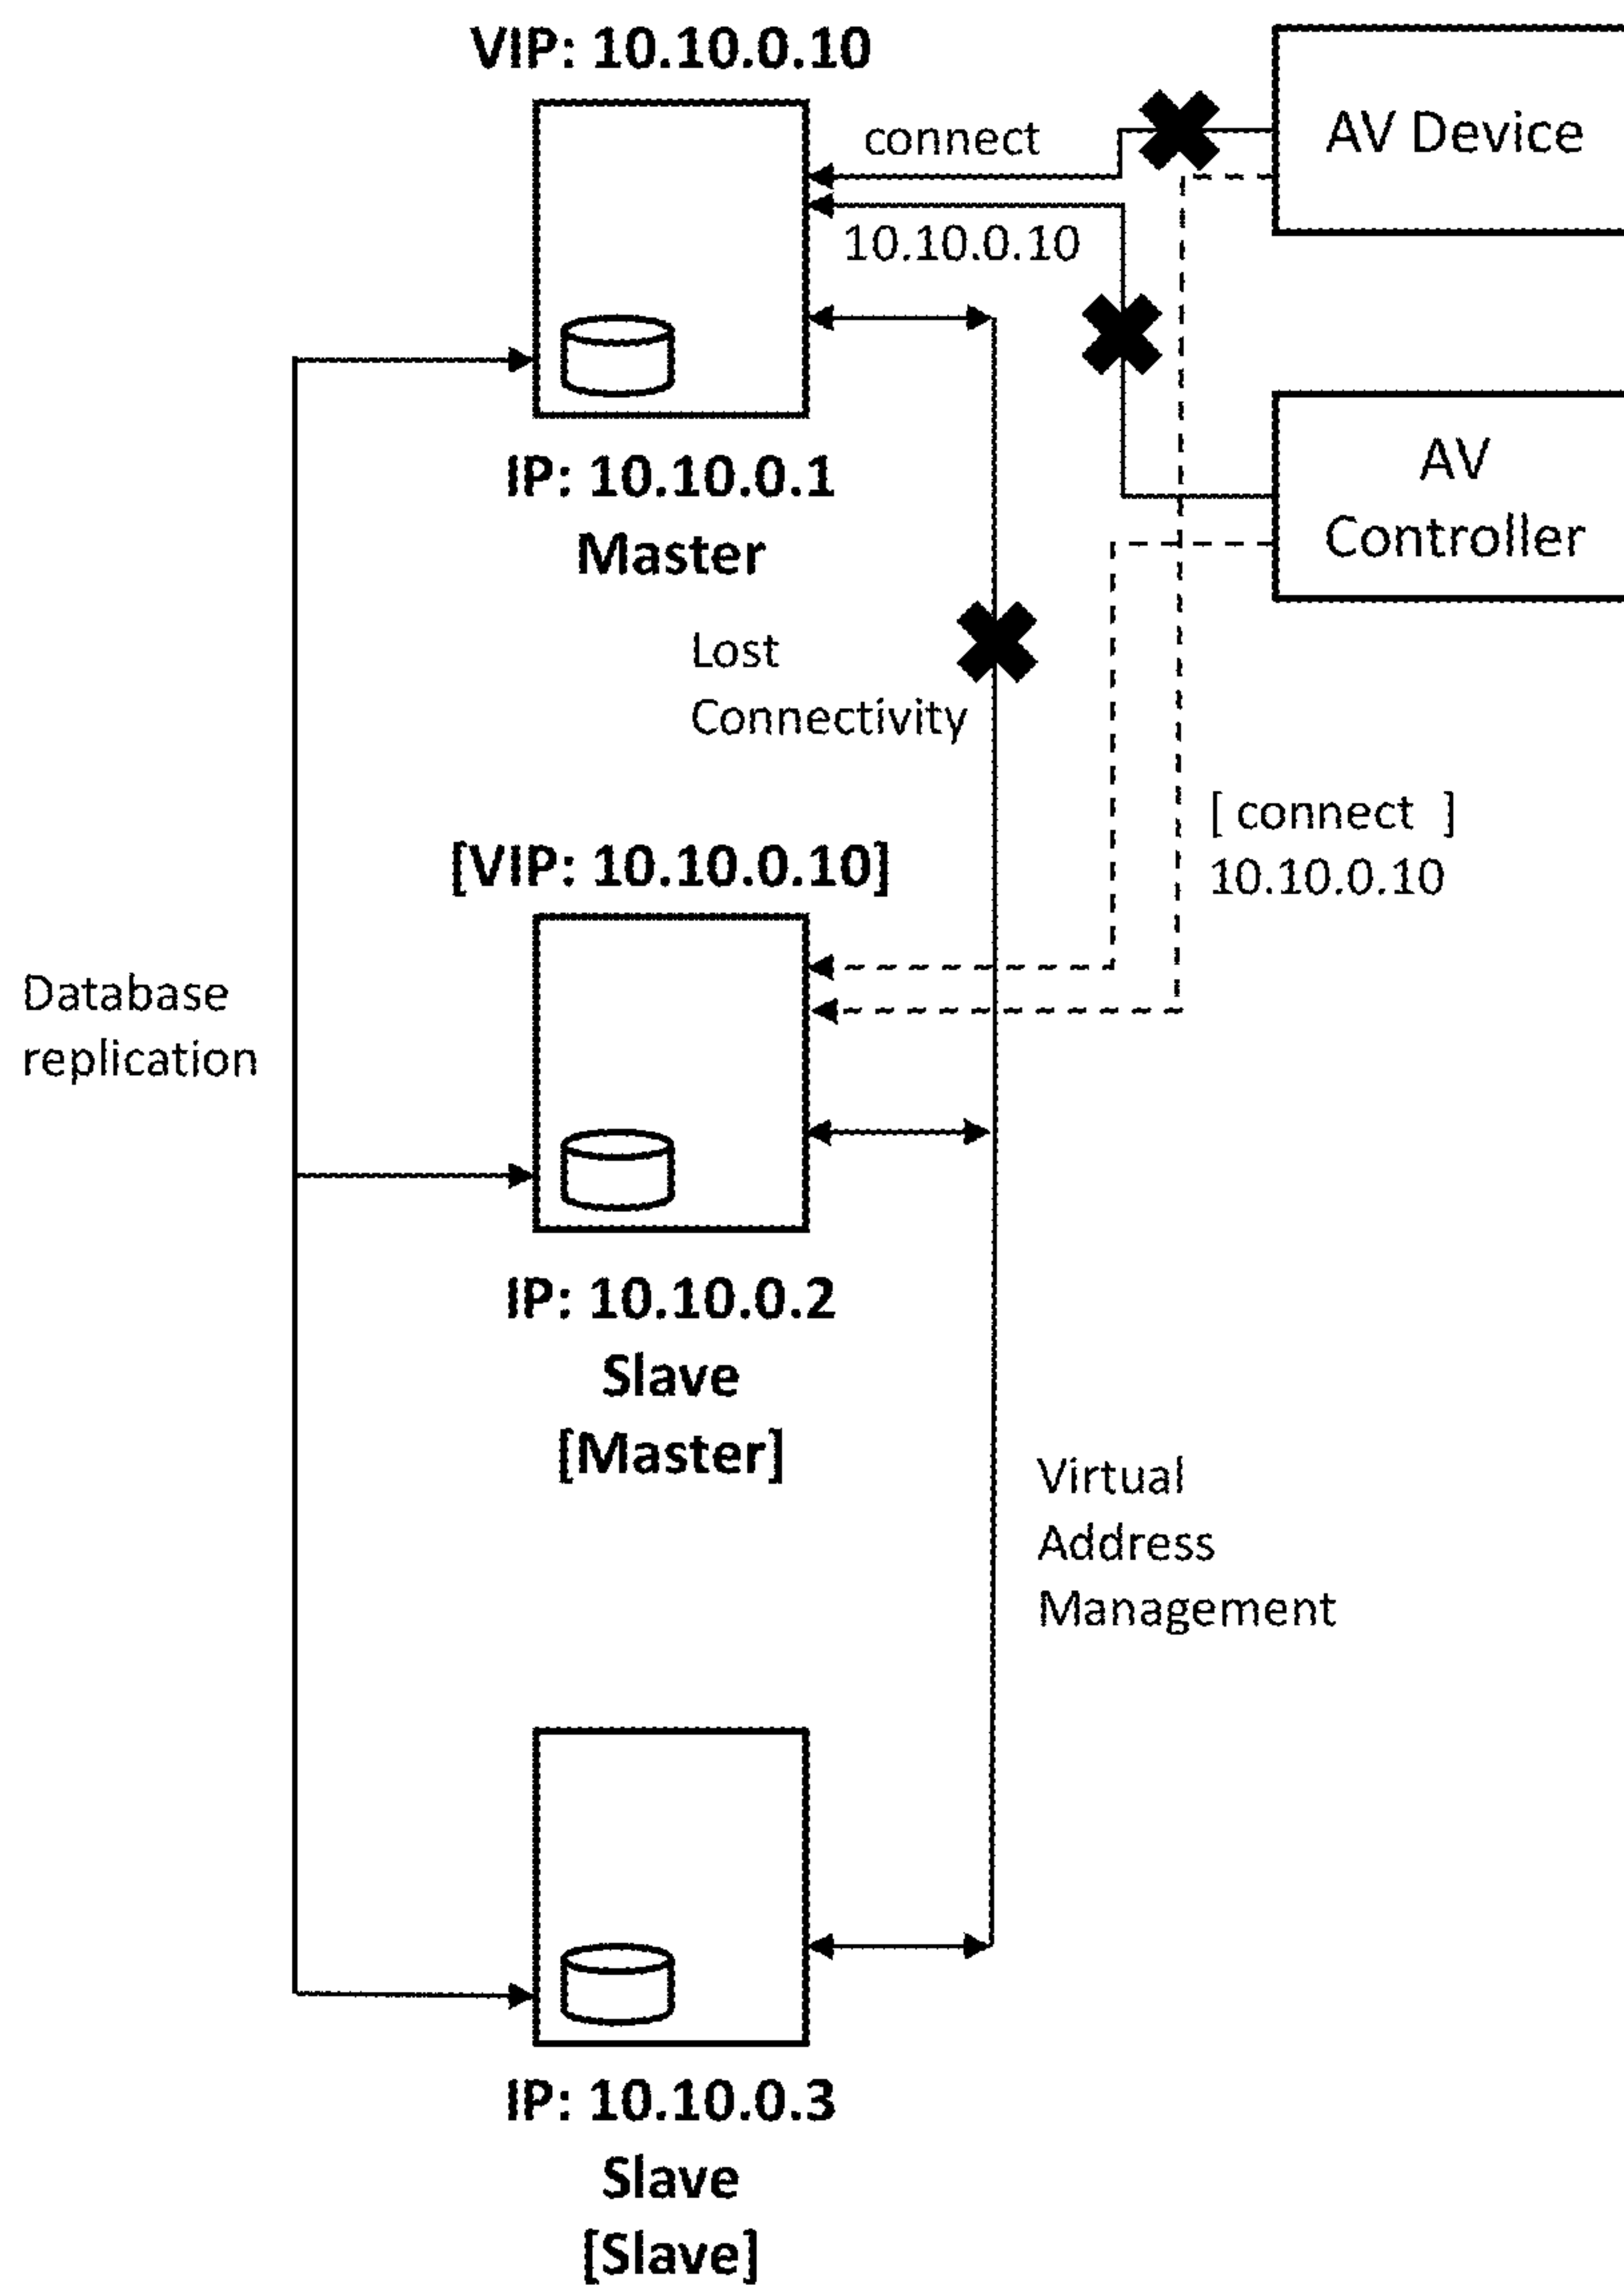 VIP: 10.10.0.10
connect
10.10.0.10
AV Device
IP: 10.10.0.1
Master
AV
Controller
Lost
Connectivity
[ connect ]
10.10.0.10
[VIP: 10.10.0.10]
Database
replication
IP: 10.10.0.2
Slave
[Master]
Virtual
Address
Management
IP: 10.10.0.3
Slave
[Slave]